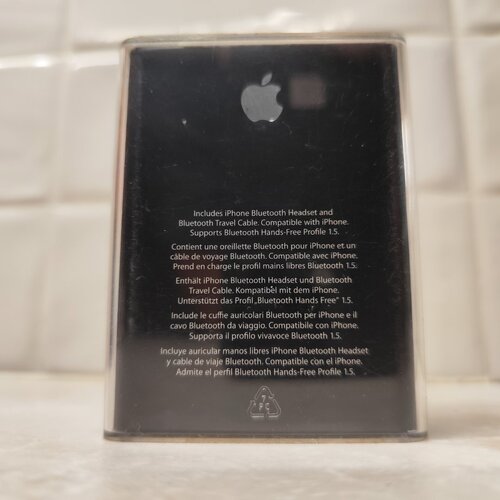 Includes iPhone Bluetooth Headset and
Bluetooth Travel Cable. Compatible with iPhone.
Supports Bluetooth Hands-Free Profile 1.5.
Contient une oreillette Bluetooth pour iPhone et un
câble de voyage Bluetooth. Compatible avec iPhone.
Prend en charge le profil mains libres Bluetooth 1.5.
Enthält iPhone Bluetooth Headset und Bluetooth
Travel Cable. Kompatibel mit dem iPhone.
Unterstützt das Profil „Bluetooth Hands Free" 1.5.
Include le cuffie auricolari Bluetooth per iPhone e il
cavo Bluetooth da viaggio. Compatibile con iPhone.
Supporta il profilo vivavoce Bluetooth 1.5.
Incluye auricular manos libres iPhone Bluetooth Headset
y cable de viaje Bluetooth. Compatible con el iPhone.
Admite el perfil Bluetooth Hands-Free Profile 1.5.
7
PC